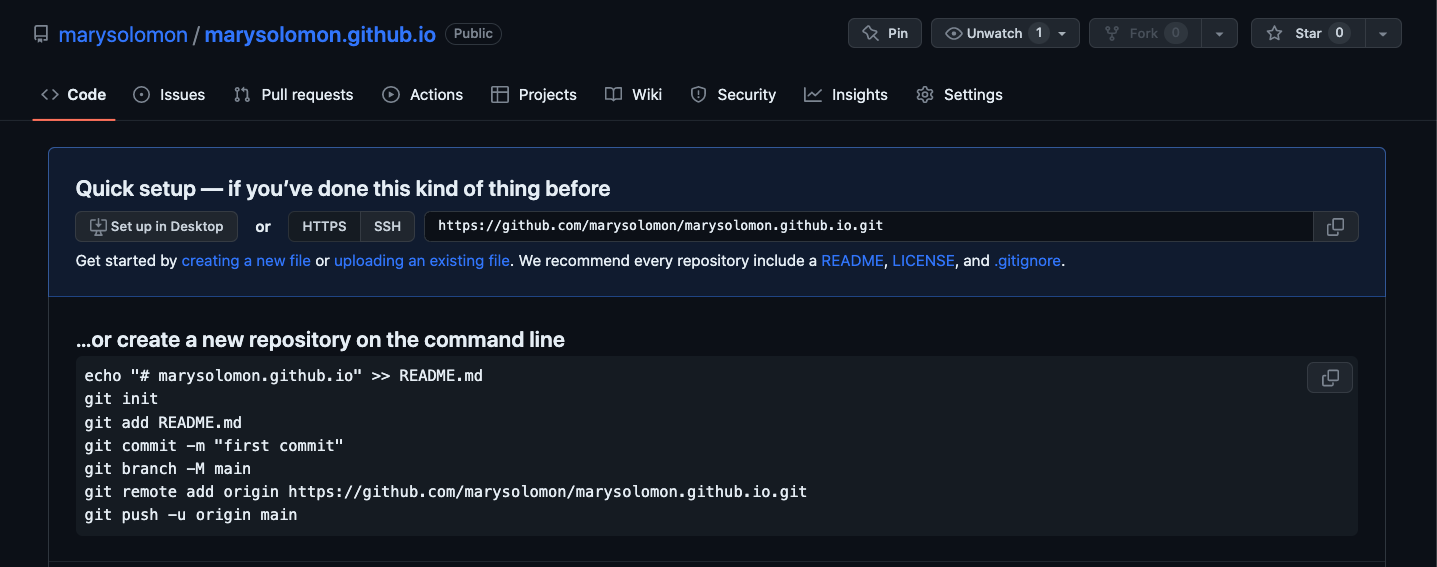 marysolomon / marysolomon.github.io Public Pin Unwatch 1 Fork 0 Star 0
Code Issues Pull requests Actions Projects Wiki Security Insights Settings
Quick setup — if you’ve done this kind of thing before
Set up in Desktop or HTTPS SSH https://github.com/marysolomon/marysolomon.github.io.git
Get started by creating a new file or uploading an existing file. We recommend every repository include a README, LICENSE, and .gitignore.
…or create a new repository on the command line
echo "# marysolomon.github.io" >> README.md
git init
git add README.md
git commit -m "first commit"
git branch -M main
git remote add origin https://github.com/marysolomon/marysolomon.github.io.git
git push -u origin main